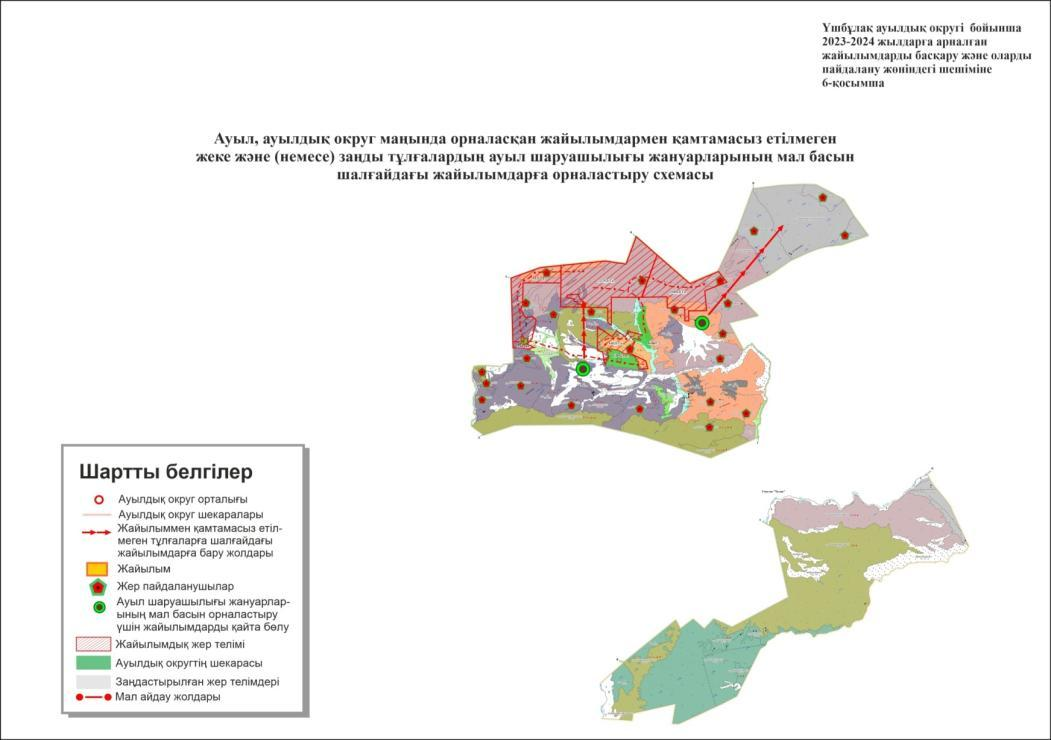 Үшбұлақ ауылдық округі бойынша
2023-2024 жылдарға арналған
жайылымдарды басқару және оларды
пайдалану жөніндегі шешіміне
6-қосымша
Ауыл, ауылдық округ маңында орналасқан жайылымдармен қамтамасыз етілмеген
жеке және (немесе) заңды тұлғалардың ауыл шаруашылығы жануарларының мал басын
шалғайдағы жайылымдарға орналастыру схемасы
Шартты белгілер
Ауылдық округ орталығы
Ауылдық округ шекаралары
Жайылыммен қамтамасыз етіл-
меген тұлғаларға шалғайдағы
жайылымдарға бару жолдары
Жайылым
Жер пайдаланушылар
Ауыл шаруашылығы жануарлар-
ының мал басын орналастыру
үшін жайылымдарды қайта бөлу
Жайылымдық жер телімі
Ауылдық округтің шекарасы
Заңдастырылған жер телімдері
Мал айдау жолдары